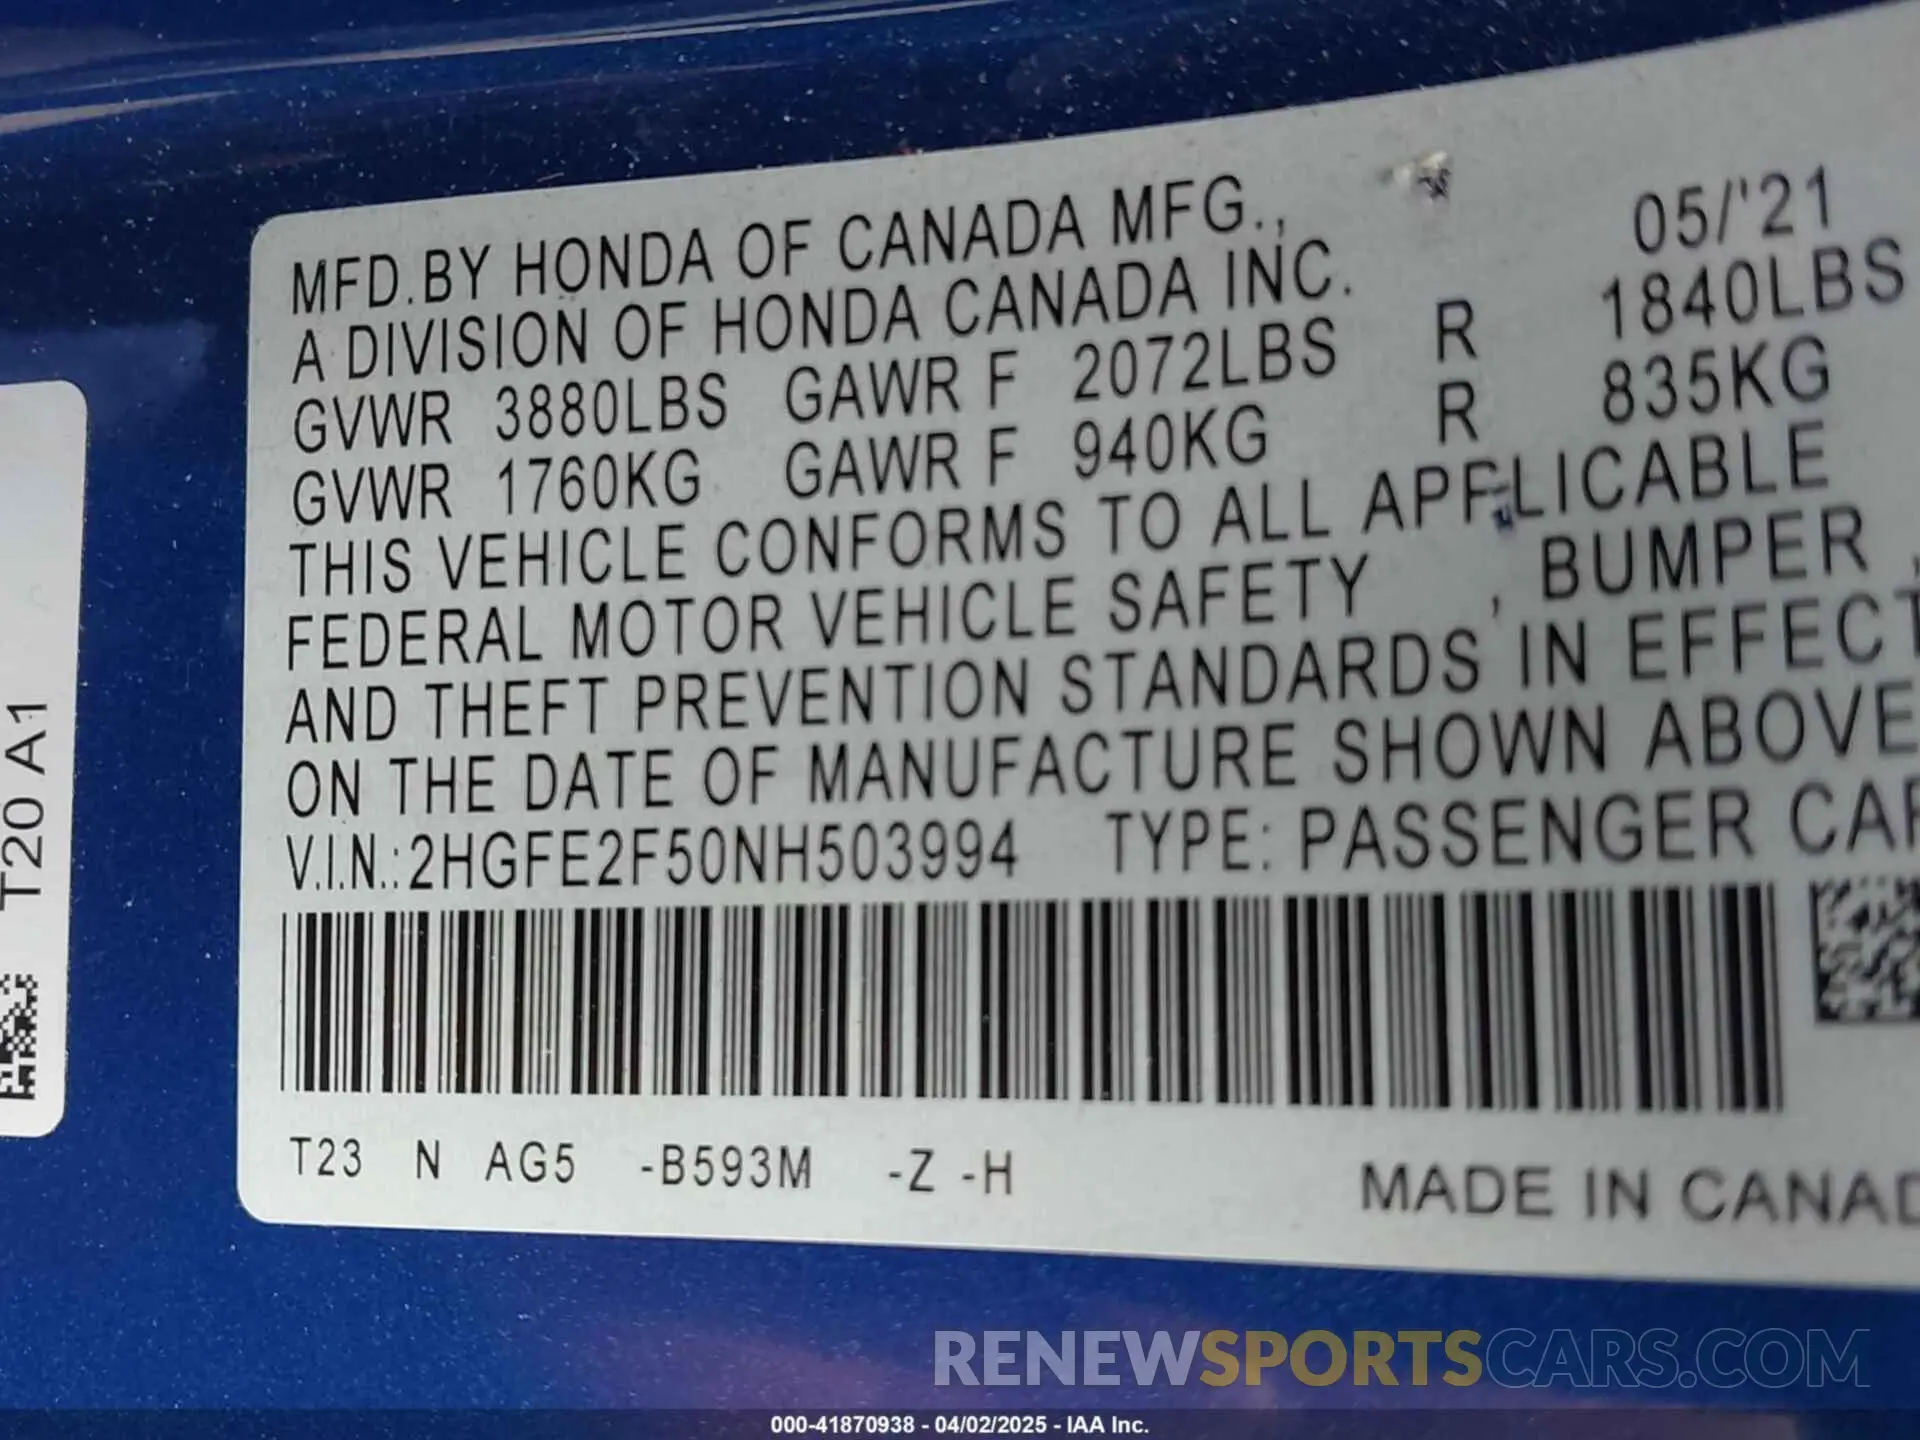 MFD.BY HONDA OF CANADA MFG., 05/'21
A DIVISION OF HONDA CANADA INC.
GVWR 3880LBS GAWR F 2072LBS R 1840LBS
GVWR 1760KG GAWR F 940KG R 835KG
THIS VEHICLE CONFORMS TO ALL APPLICABLE
FEDERAL MOTOR VEHICLE SAFETY , BUMPER ,
AND THEFT PREVENTION STANDARDS IN EFFECT
ON THE DATE OF MANUFACTURE SHOWN ABOVE
V.I.N.:2HGFE2F50NH503994 TYPE: PASSENGER CAR
T23 N AG5 -B593M -Z -H
MADE IN CANAD
T20 A1
RENEWSPORTSCARS.COM
000-41870938 - 04/02/2025 - IAA Inc.